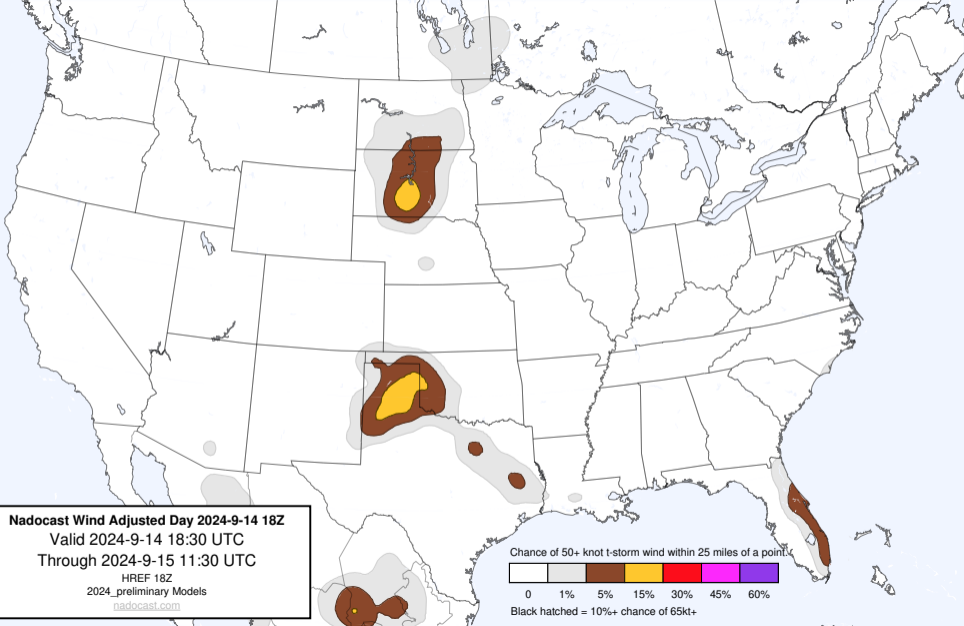 Nadocast Wind Adjusted Day 2024-9-14 18Z
Valid 2024-9-14 18:30 UTC
Through 2024-9-15 11:30 UTC
HREF 18Z
2024_preliminary Models
nadocast.com
Chance of 50+ knot t-storm wind within 25 miles of a point.
0 1% 5% 15% 30% 45% 60%
Black hatched = 10%+ chance of 65kt+